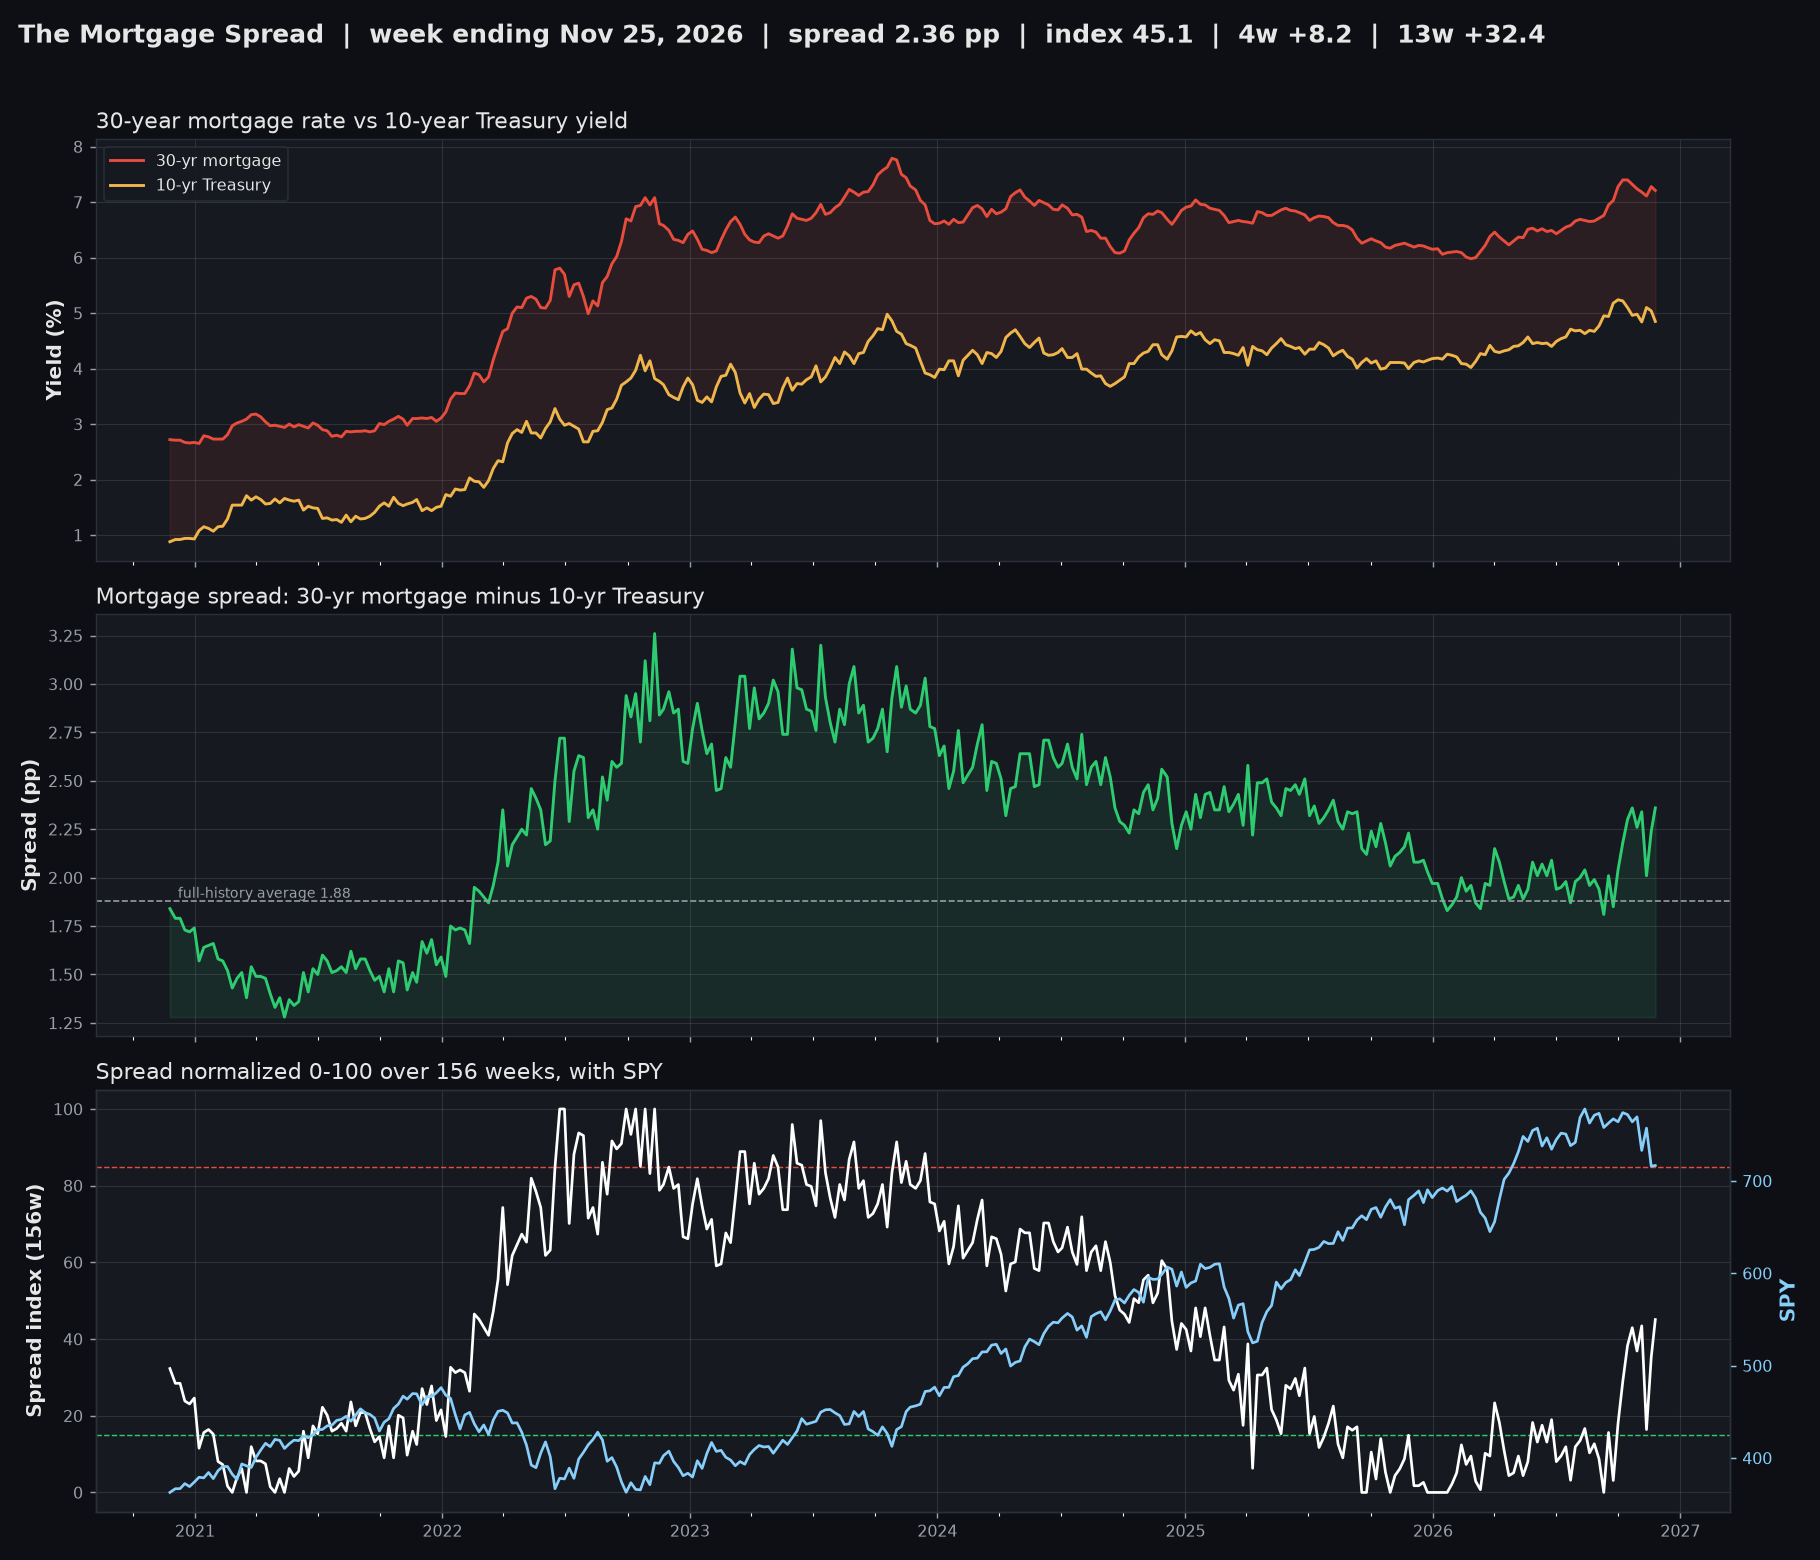 The Mortgage Spread | week ending Nov 25, 2026 | spread 2.36 pp | index 45.1 | 4w +8.2 | 13w +32.4
30-year mortgage rate vs 10-year Treasury yield
30-yr mortgage
10-yr Treasury
Yield (%)
8
7
6
5
4
3
2
1
Mortgage spread: 30-yr mortgage minus 10-yr Treasury
Spread (pp)
3.25
3.00
2.75
2.50
2.25
2.00
1.75
1.50
1.25
full-history average 1.88
Spread normalized 0-100 over 156 weeks, with SPY
Spread index (156w)
100
80
60
40
20
0
700
600
500
400
SPY
2021 2022 2023 2024 2025 2026 2027